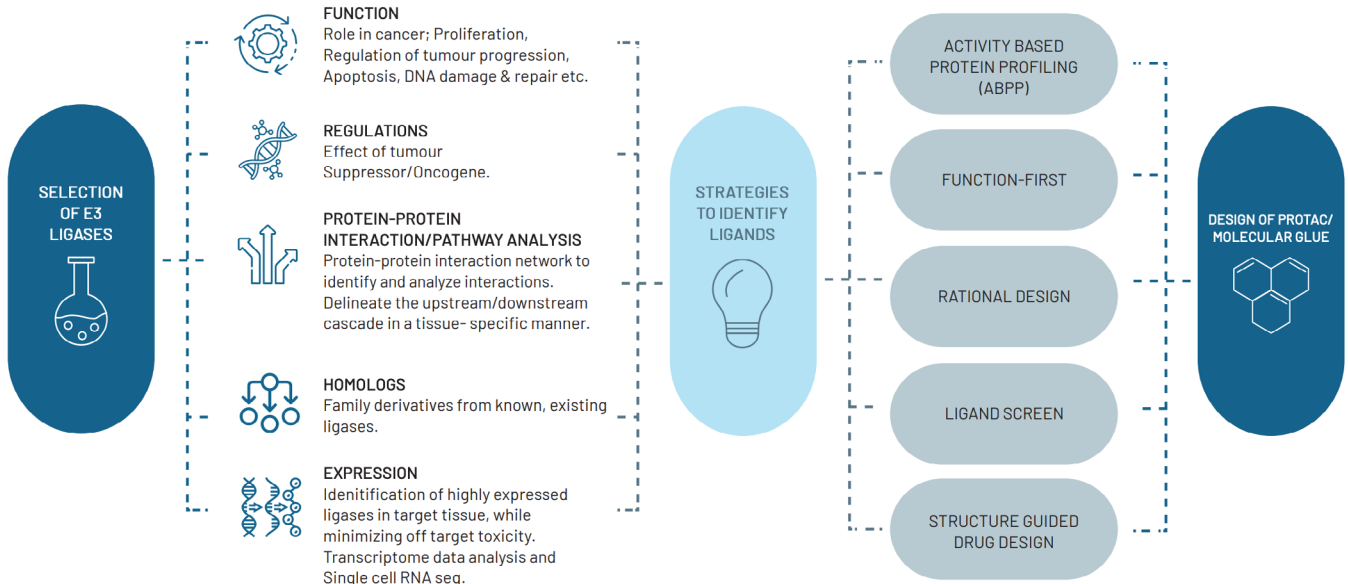 SELECTION
OF E3
LIGASES
FUNCTION
Role in cancer; Proliferation,
Regulation of tumour progression,
Apoptosis, DNA damage & repair etc.
REGULATIONS
Effect of tumour
Suppressor/Oncogene.
PROTEIN-PROTEIN
INTERACTION/PATHWAY ANALYSIS
Protein-protein interaction network to
identify and analyze interactions.
Delineate the upstream/downstream
cascade in a tissue- specific manner.
HOMOLOGS
Family derivatives from known, existing
ligases.
EXPRESSION
Idenitification of highly expressed
ligases in target tissue, while
minimizing off target toxicity.
Transcriptome data analysis and
Single cell RNA seq.
STRATEGIES
TO IDENTIFY
LIGANDS
ACTIVITY BASED
PROTEIN PROFILING
(ABPP)
FUNCTION-FIRST
RATIONAL DESIGN
LIGAND SCREEN
STRUCTURE GUIDED
DRUG DESIGN
DESIGN OF PROTAC/
MOLECULAR GLUE